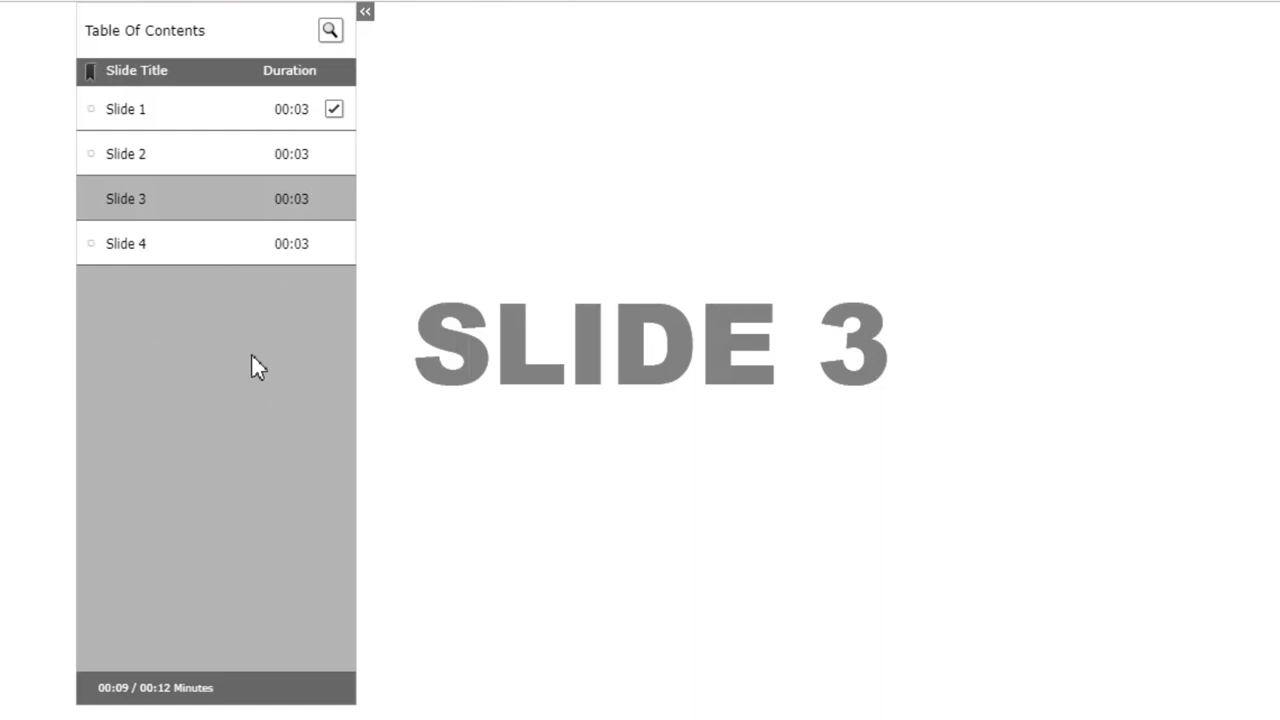 Table Of Contents
Slide Title Duration
Slide 1 00:03
Slide 2 00:03
Slide 3 00:03
Slide 4 00:03
SLIDE 3
00:09 / 00:12 Minutes